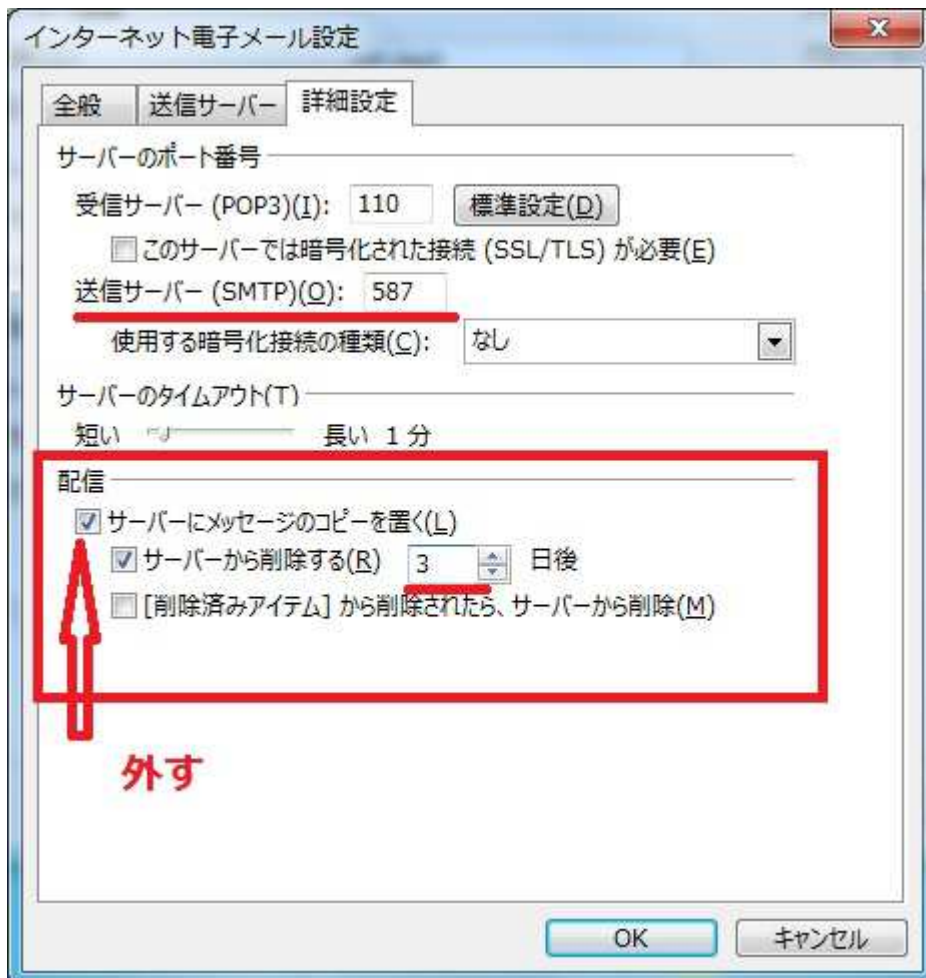 インターネット電子メール設定
全般 送信サーバー 詳細設定
サーバーのポート番号
受信サーバー (POP3)(I): 110 標準設定(D)
このサーバーでは暗号化された接続 (SSL/TLS) が必要(E)
送信サーバー (SMTP)(O): 587
使用する暗号化接続の種類(C): なし
サーバーのタイムアウト(T)
短い 長い 1 分
配信
サーバーにメッセージのコピーを置く(L)
サーバーから削除する(R) 3 日後
[削除済みアイテム] から削除されたら、サーバーから削除(M)
外す
OK キャンセル